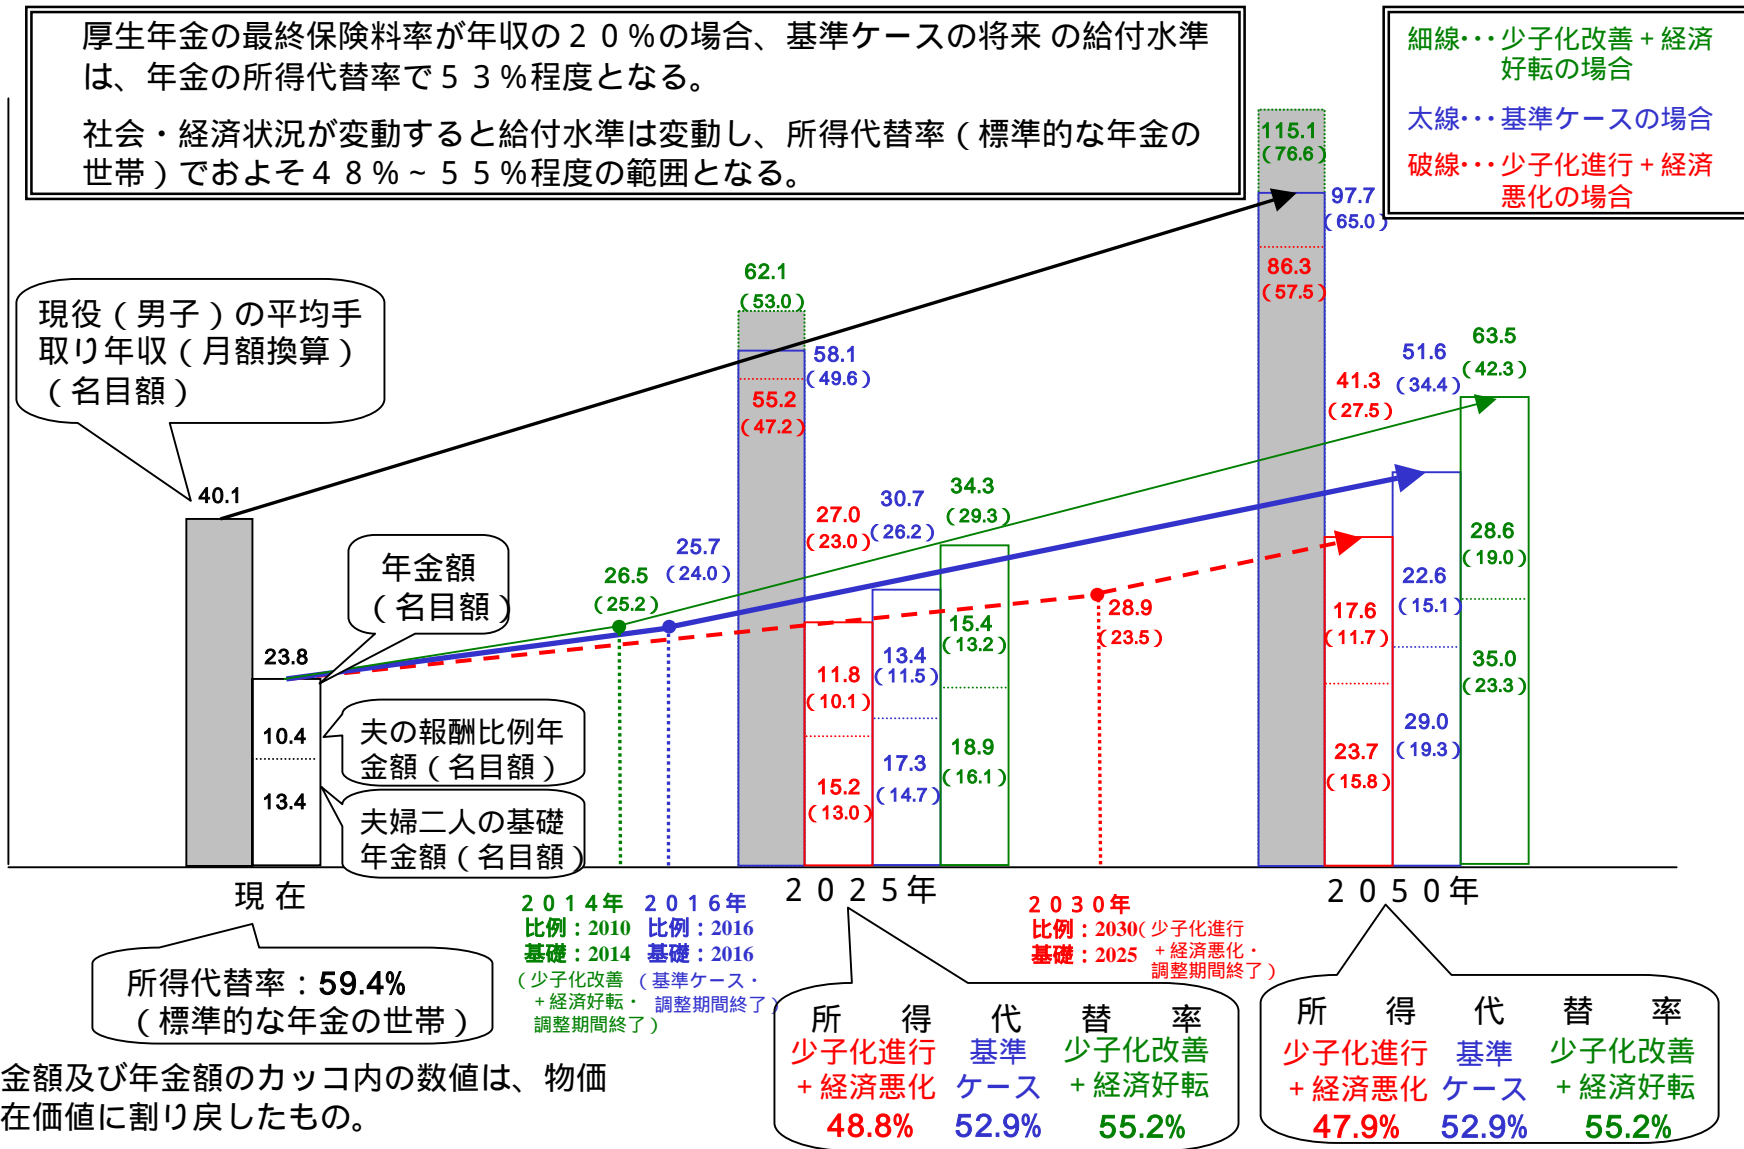 厚生年金の最終保険料率が年収の２０％の場合、基準ケースの将来 の給付水準
は、年金の所得代替率で５３％程度となる。
社会・経済状況が変動すると給付水準は変動し、所得代替率（標準的な年金の
世帯）でおよそ４８％~５５％程度の範囲となる。
細線･･･少子化改善+経済
好転の場合
太線･･･基準ケースの場合
破線･･･少子化進行+経済
悪化の場合
現役（男子）の平均手
取り年収（月額換算）
（名目額）
40.1
年金額
（名目額）
23.8
10.4
13.4
夫の報酬比例年
金額（名目額）
夫婦二人の基礎
年金額（名目額）
26.5
（25.2）
25.7
（24.0）
62.1
（53.0）
58.1
（49.6）
55.2
（47.2）
27.0
（23.0）
11.8
（10.1）
15.2
（13.0）
30.7
（26.2）
13.4
（11.5）
17.3
（14.7）
34.3
（29.3）
15.4
（13.2）
18.9
（16.1）
28.9
（23.5）
115.1
（76.6）
97.7
（65.0）
86.3
（57.5）
41.3
（27.5）
17.6
（11.7）
23.7
（15.8）
51.6
（34.4）
22.6
（15.1）
29.0
（19.3）
63.5
（42.3）
28.6
（19.0）
35.0
（23.3）
現 在
２０１４年
比例：2010
基礎：2014
（少子化改善
+経済好転・
調整期間終了）
２０１６年
比例：2016
基礎：2016
（基準ケース・
調整期間終了）
２０２５年
２０３０年
比例：2030
基礎：2025
（少子化進行
+経済悪化・
調整期間終了）
２０５０年
所得代替率：59.4%
（標準的な年金の世帯）
所 得 代 替 率
少子化進行
+経済悪化
48.8%
基準
ケース
52.9%
少子化改善
+経済好転
55.2%
所 得 代 替 率
少子化進行
+経済悪化
47.9%
基準
ケース
52.9%
少子化改善
+経済好転
55.2%
金額及び年金額のカッコ内の数値は、物価
在価値に割り戻したもの。